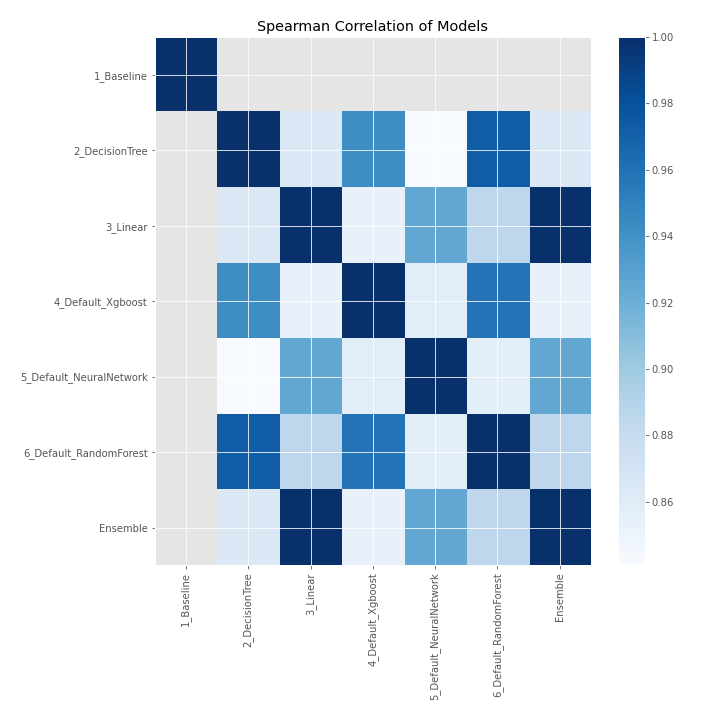 Spearman Correlation of Models
1_Baseline
2_DecisionTree
3_Linear
4_Default_Xgboost
5_Default_NeuralNetwork
6_Default_RandomForest
Ensemble
1_Baseline
2_DecisionTree
3_Linear
4_Default_Xgboost
5_Default_NeuralNetwork
6_Default_RandomForest
Ensemble
1.00
0.98
0.96
0.94
0.92
0.90
0.88
0.86